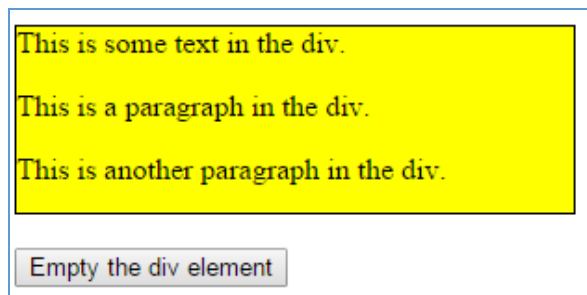 This is some text in the div.
This is a paragraph in the div.
This is another paragraph in the div.
Empty the div element